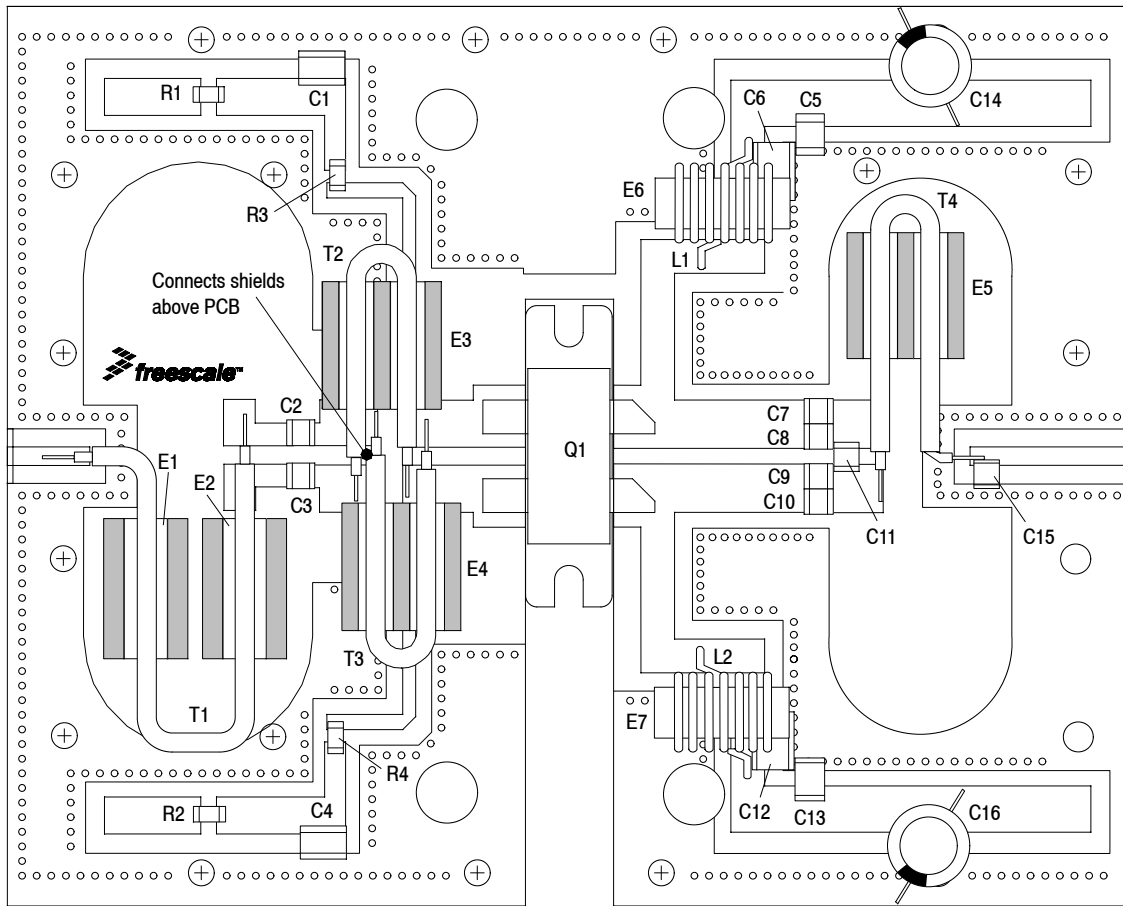 R1
C1
C6
C5
C14
R3
E6
T2
T4
L1
Connects shields
above PCB
E5
E3
freescale™
C2
C7
C8
Q1
E1
E2
C9
C3
C10
C11
C15
E4
T3
L2
T1
E7
R4
R2
C4
C12
C13
C16